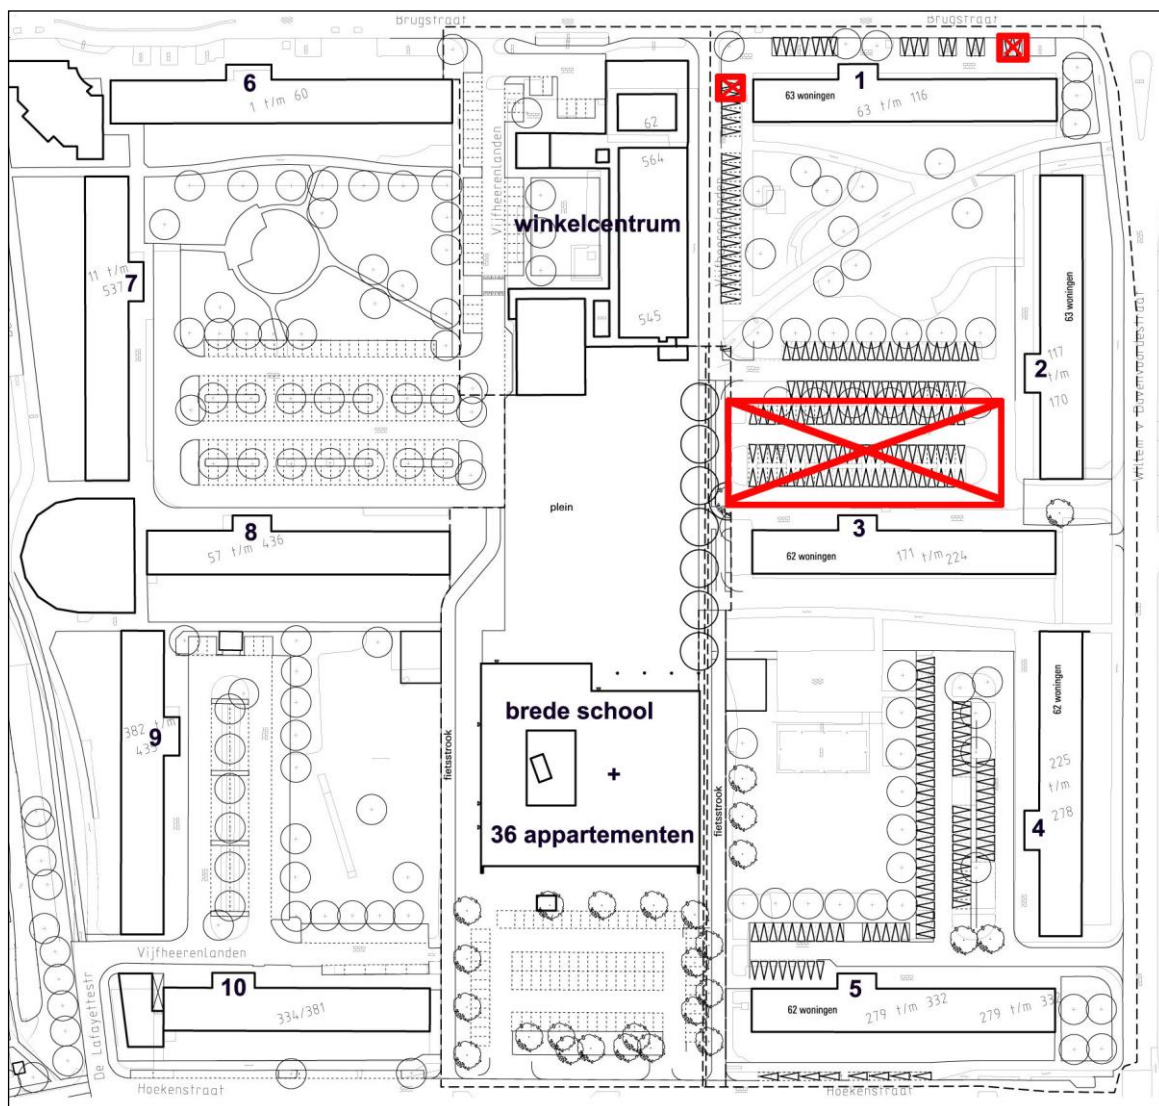 Brugstraat
Brugstraat
6
1 t/m 60
62
564
winkelcentrum
545
Vijfheerenlanden
1
63 woningen
63 t/m 116
7
11 t/m
537
2
63 woningen
117
t/m
170
plein
8
57 t/m 436
3
62 woningen
171 t/m 224
9
382 t/m
fietsstrook
brede school
+
36 appartementen
fietsstrook
62 woningen
225
t/m
278
4
Vijfheerenlanden
10
334/381
De Lafayettestr
Hoekenstraat
5
62 woningen
279 t/m 332
279 t/m 332
Hoekenstraat